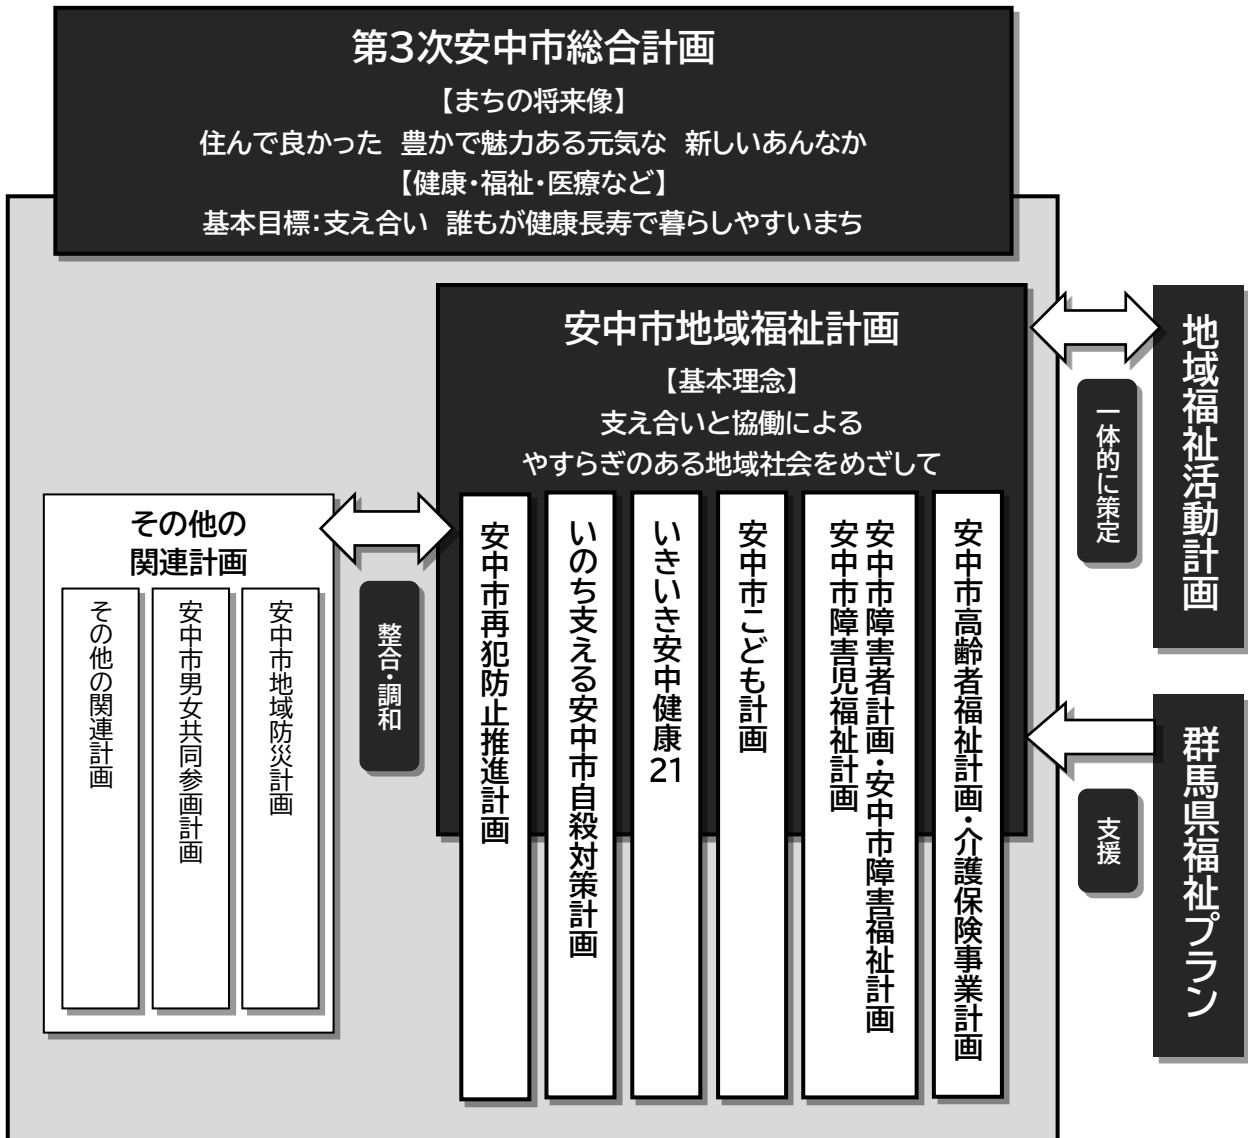 第3次安中市総合計画
【まちの将来像】
住んで良かった　豊かで魅力ある元気な　新しいあんなか
【健康・福祉・医療など】
基本目標：支え合い　誰もが健康長寿で暮らしやすいまち
安中市地域福祉計画
【基本理念】
支え合いと協働による
やすらぎのある地域社会をめざして
安中市高齢者福祉計画・介護保険事業計画
安中市障害者計画・安中市障害福祉計画
安中市障害児福祉計画
安中市こども計画
いきいき安中健康21
いのち支える安中市自殺対策計画
安中市再犯防止推進計画
整合・調和
その他の
関連計画
安中市地域防災計画
安中市男女共同参画計画
その他の関連計画
地域福祉活動計画
一体的に策定
群馬県福祉プラン
支援